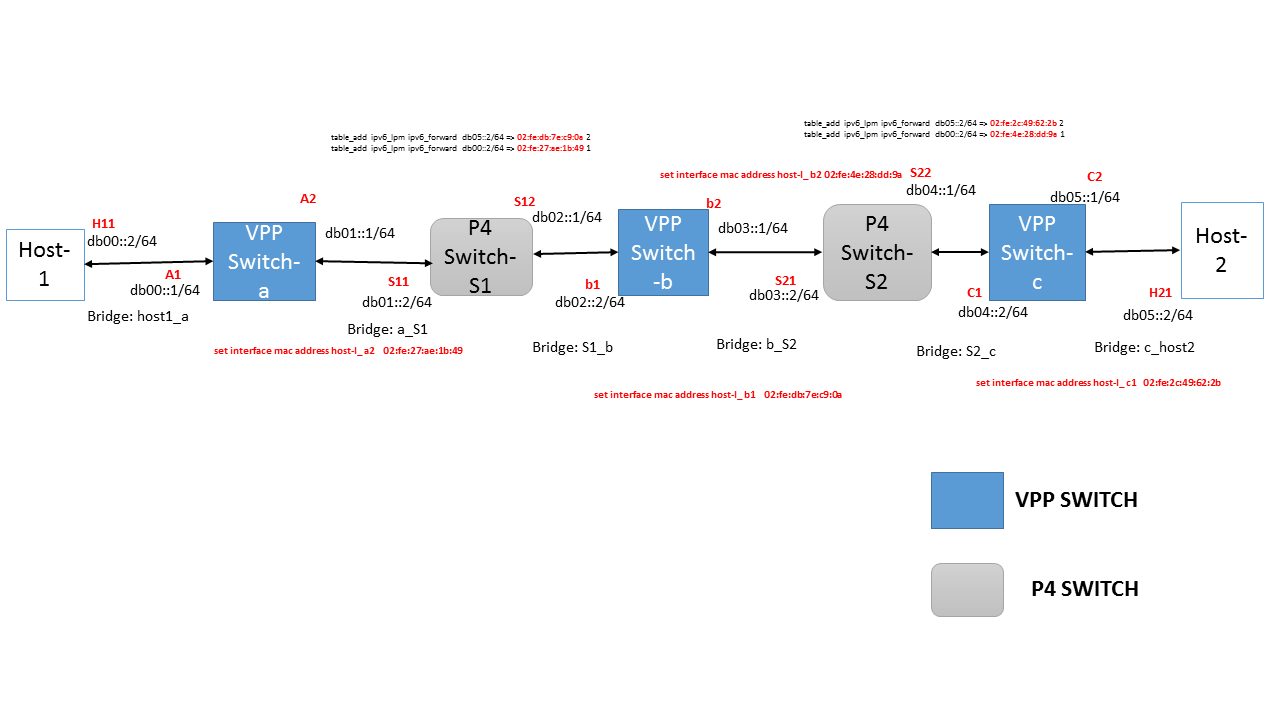 table_add ipv6_lpm ipv6_forward db05::2/64 => 02:fe:db:7e:c9:0a 2
table_add ipv6_lpm ipv6_forward db00::2/64 => 02:fe:27:ae:1b:49 1
table_add ipv6_lpm ipv6_forward db05::2/64 => 02:fe:2c:49:62:2b 2
table_add ipv6_lpm ipv6_forward db00::2/64 => 02:fe:4e:28:dd:9a 1
set interface mac address host-l_b2 02:fe:4e:28:dd:9a
S22
db04::1/64
C2
db05::1/64
A2
S12
db02::1/64
b2
db03::1/64
H11
db00::2/64
db01::1/64
Host-
1
VPP
Switch-
a
P4
Switch-
S1
VPP
Switch
-b
P4
Switch-
S2
VPP
Switch-
c
Host-
2
A1
db00::1/64
S11
db01::2/64
b1
db02::2/64
S21
db03::2/64
C1
db04::2/64
H21
db05::2/64
Bridge: host1_a
Bridge: a_S1
Bridge: S1_b
Bridge: b_S2
Bridge: S2_c
Bridge: c_host2
set interface mac address host-l_a2 02:fe:27:ae:1b:49
set interface mac address host-l_b1 02:fe:db:7e:c9:0a
set interface mac address host-l_c1 02:fe:2c:49:62:2b
VPP SWITCH
P4 SWITCH